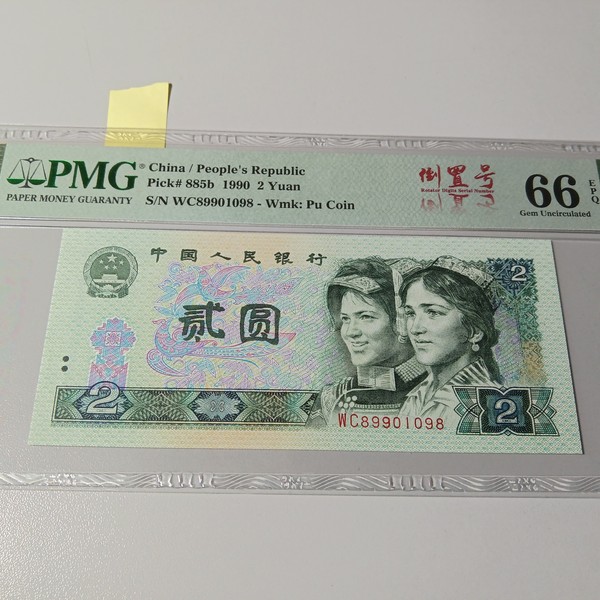 PMG®
PAPER MONEY GUARANTY
China / People's Republic
Pick# 885b 1990 2 Yuan
S/N WC89901098 - Wmk: Pu Coin
倒置号
Rotator Digits Serial Number
66 EPQ
Gem Uncirculated
中国人民银行
2
贰圆
2
2
WC89901098